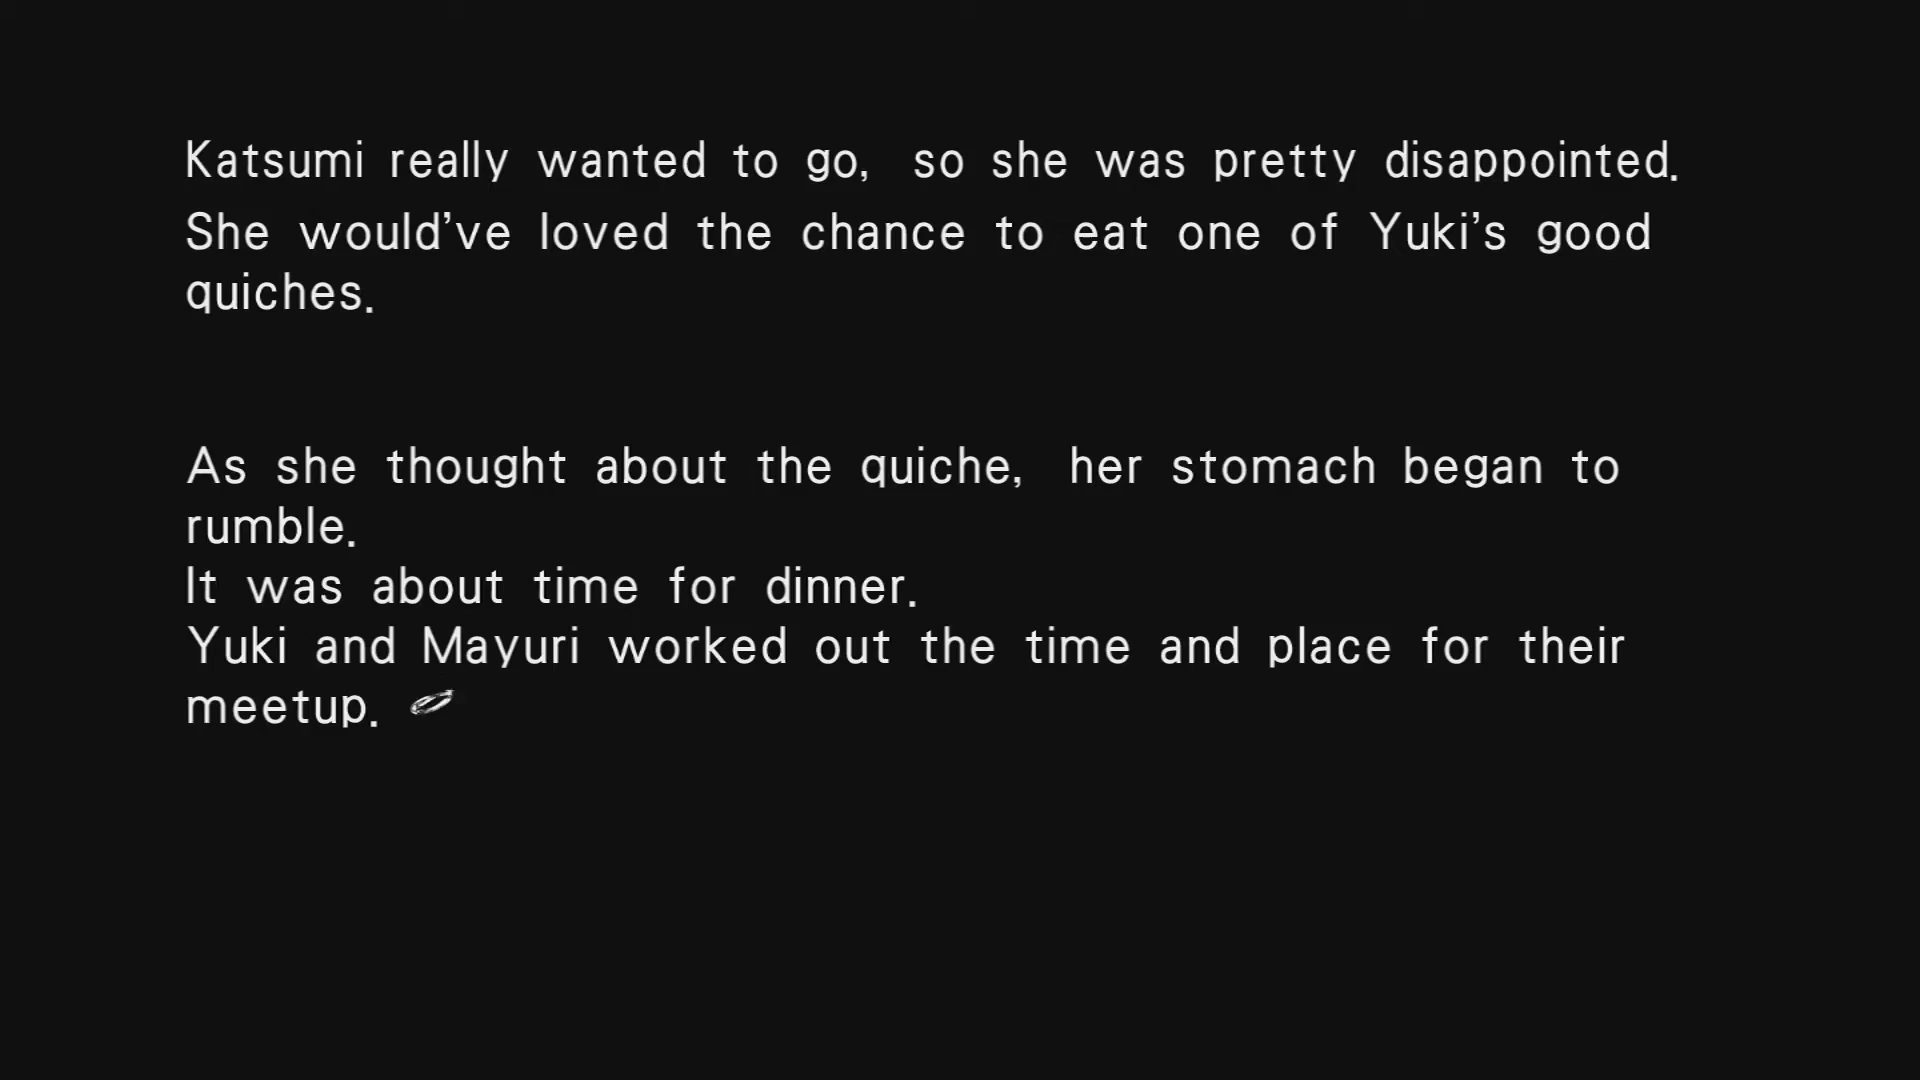 Katsumi really wanted to go, so she was pretty disappointed.
She would've loved the chance to eat one of Yuki's good
quiches.
As she thought about the quiche, her stomach began to
rumble.
It was about time for dinner.
Yuki and Mayuri worked out the time and place for their
meetup.